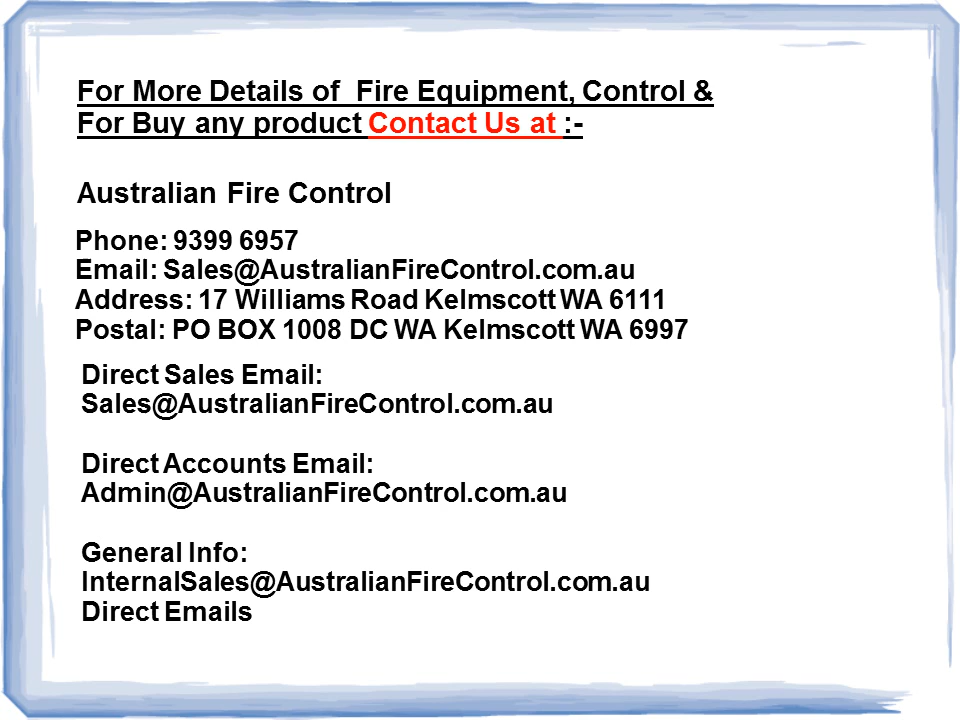 For More Details of  Fire Equipment, Control &
For Buy any product Contact Us at :-
Australian Fire Control
Phone: 9399 6957
Email: Sales@AustralianFireControl.com.au
Address: 17 Williams Road Kelmscott WA 6111
Postal: PO BOX 1008 DC WA Kelmscott WA 6997
Direct Sales Email:
Sales@AustralianFireControl.com.au
Direct Accounts Email:
Admin@AustralianFireControl.com.au
General Info:
InternalSales@AustralianFireControl.com.au
Direct Emails